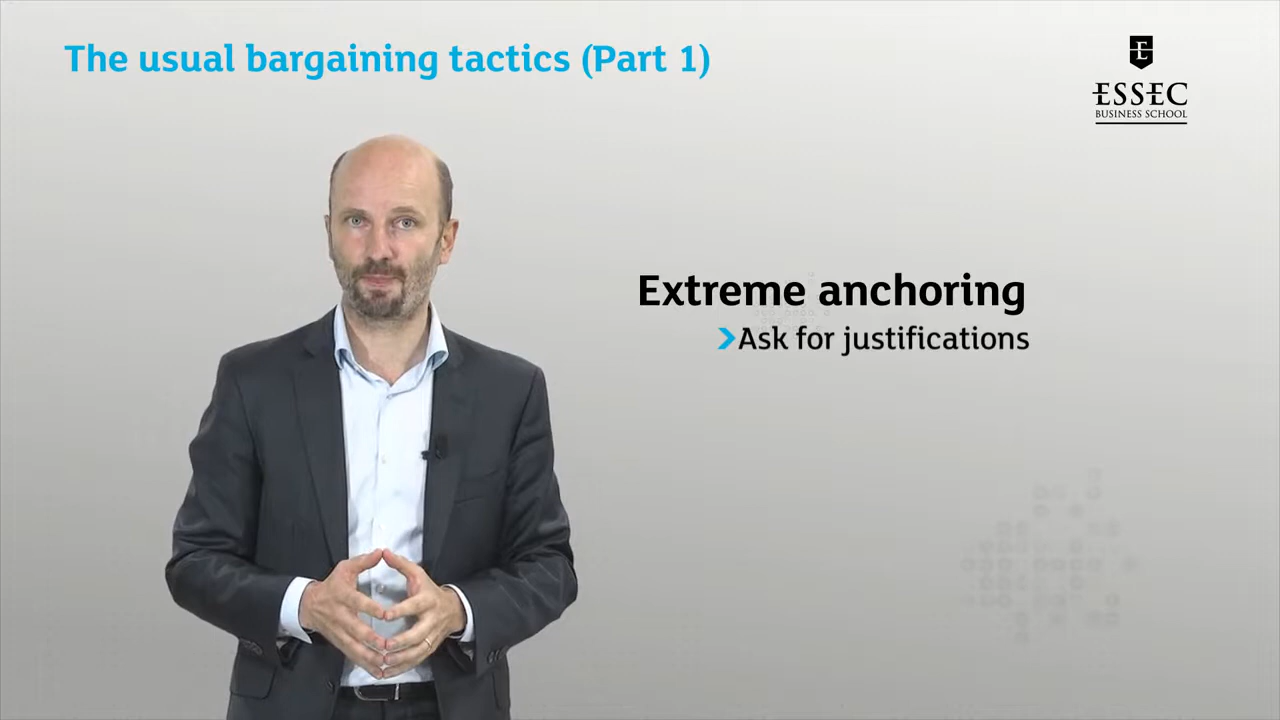 The usual bargaining tactics (Part 1)
E
ESSEC
BUSINESS SCHOOL
Extreme anchoring
Ask for justifications